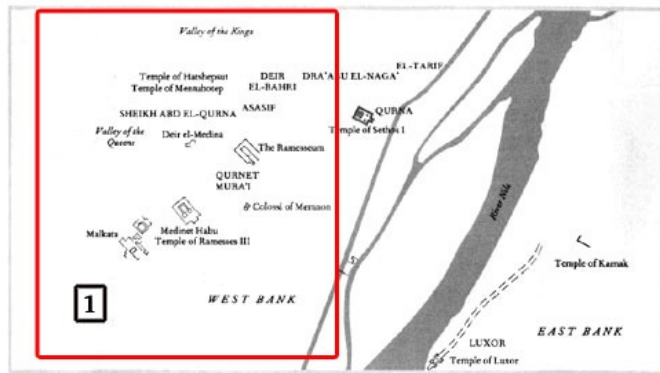 Valley of the Kings
EL-TARIF
Temple of Hatshepsut
Temple of Mentuhotep
DEIR
EL-BAHRI
DRA'ABU EL-NAGA'
ASASIF
SHEIKH ABD EL-QURNA
QURNA
Temple of Sethos I
Valley of the
Queens
Deir el-Medina
The Ramesseum
QURNET
MURA'I
Colossi of Memnon
River Nile
Malkata
Medinet Habu
Temple of Ramesses III
Temple of Karnak
1
WEST BANK
EAST BANK
LUXOR
Temple of Luxor